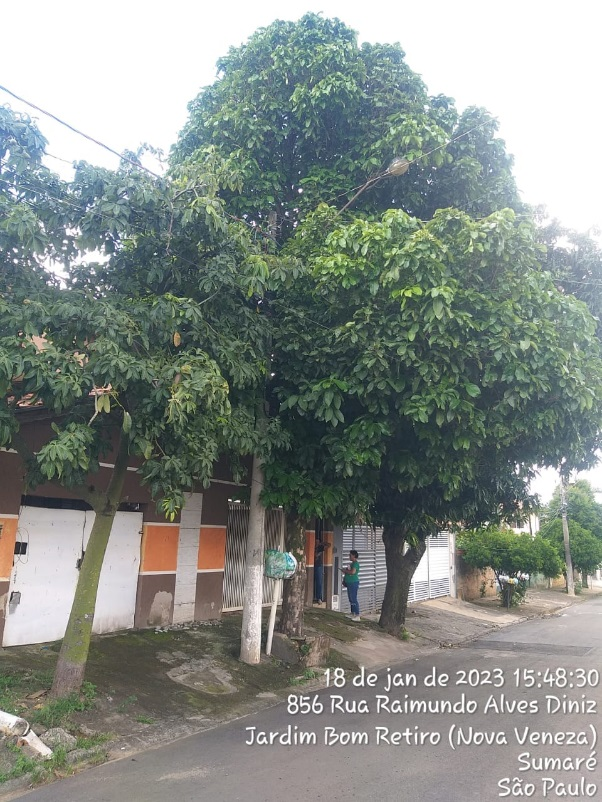 18 de jan de 2023 15:48:30
856 Rua Raimundo Alves Diniz
Jardim Bom Retiro (Nova Veneza)
Sumaré
São Paulo